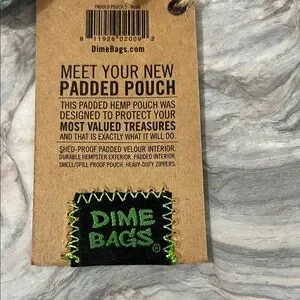 PADDED POUCH 5"
8 11926 02009 2
DimeBags.com
MEET YOUR NEW
PADDED POUCH
THIS PADDED HEMP POUCH WAS
DESIGNED TO PROTECT YOUR
MOST VALUED TREASURES
AND THAT IS EXACTLY WHAT IT WILL DO.
SHED-PROOF PADDED VELOUR INTERIOR.
DURABLE HEMPSTER EXTERIOR. PADDED INTERIOR.
SMELL/SPILL PROOF POUCH. HEAVY-DUTY ZIPPERS.
DIME
BAGS®